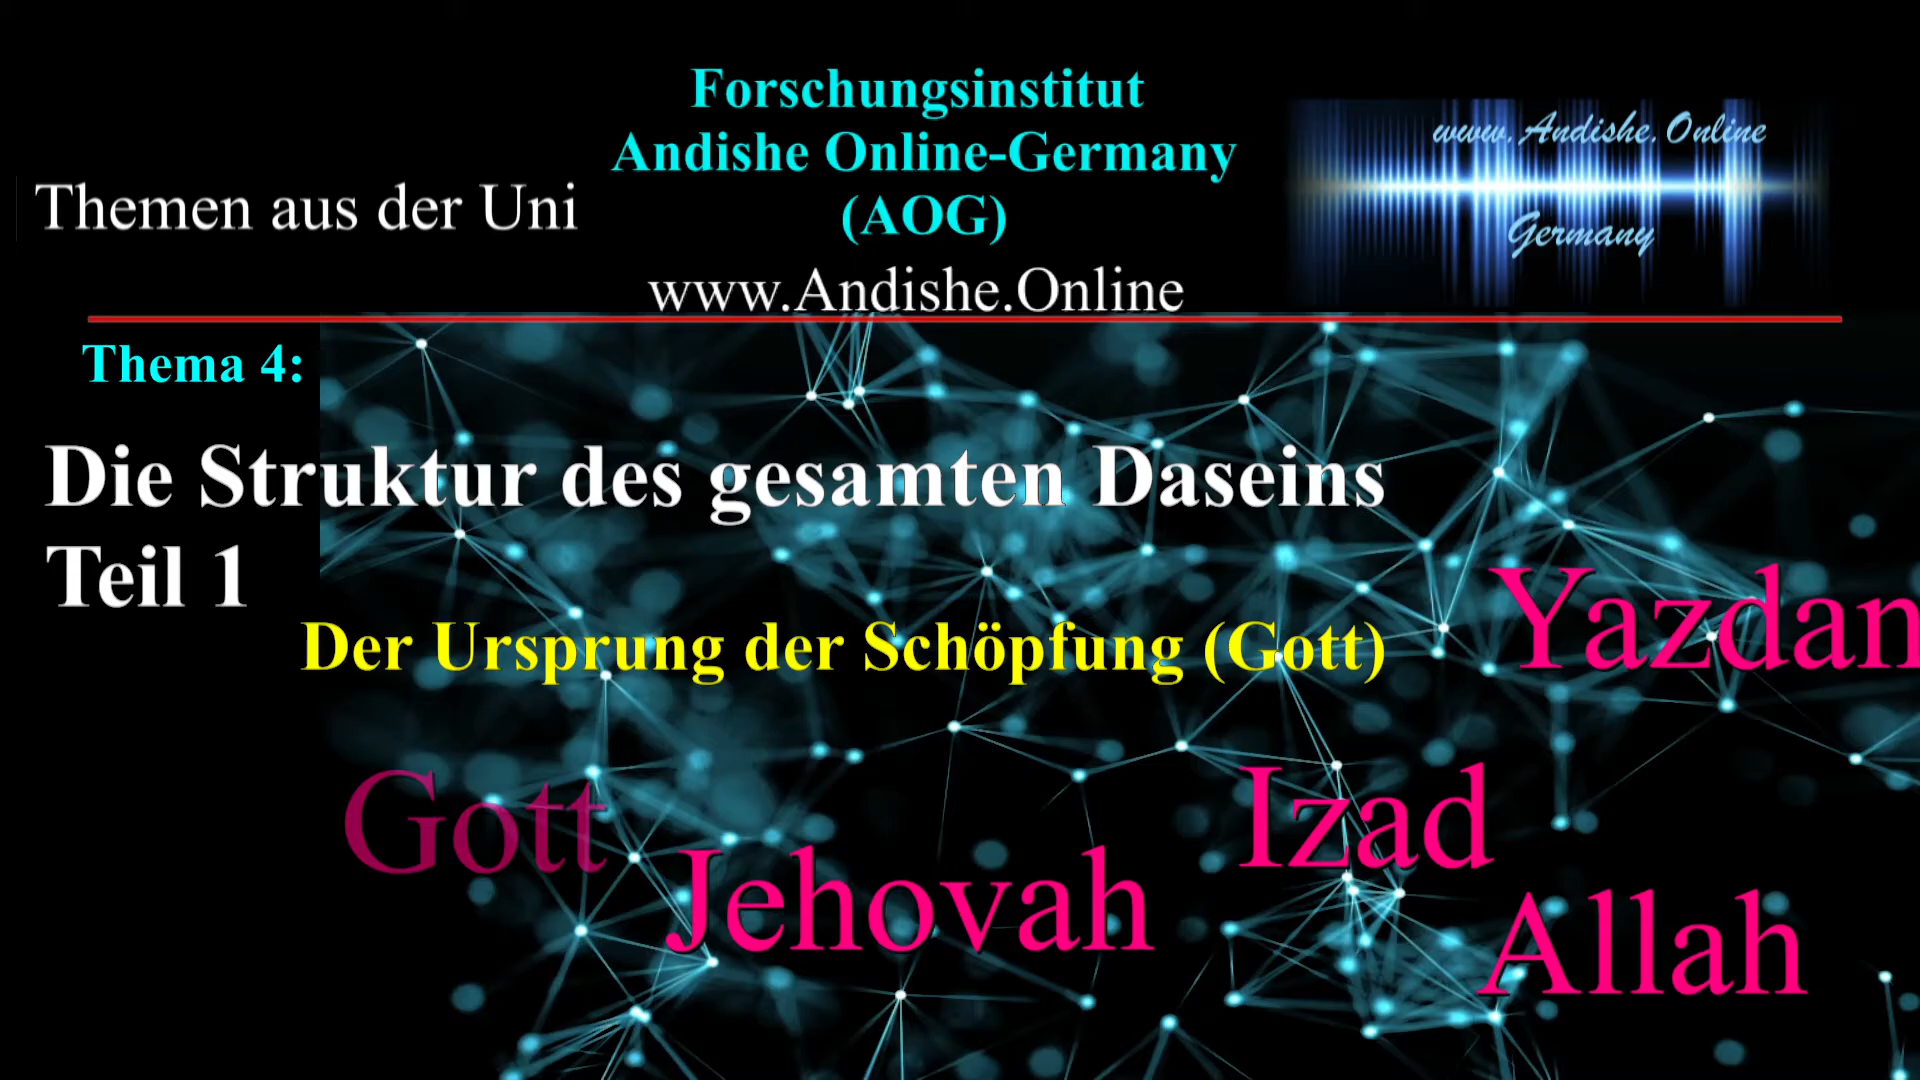 Forschungsinstitut
Andishe Online-Germany
(AOG)
www.Andishe.Online
Themen aus der Uni
www.Andishe.Online
Germany
Thema 4:
Die Struktur des gesamten Daseins
Teil 1
Der Ursprung der Schöpfung (Gott)
Yazdan
Gott
Izad
Jehovah
Allah